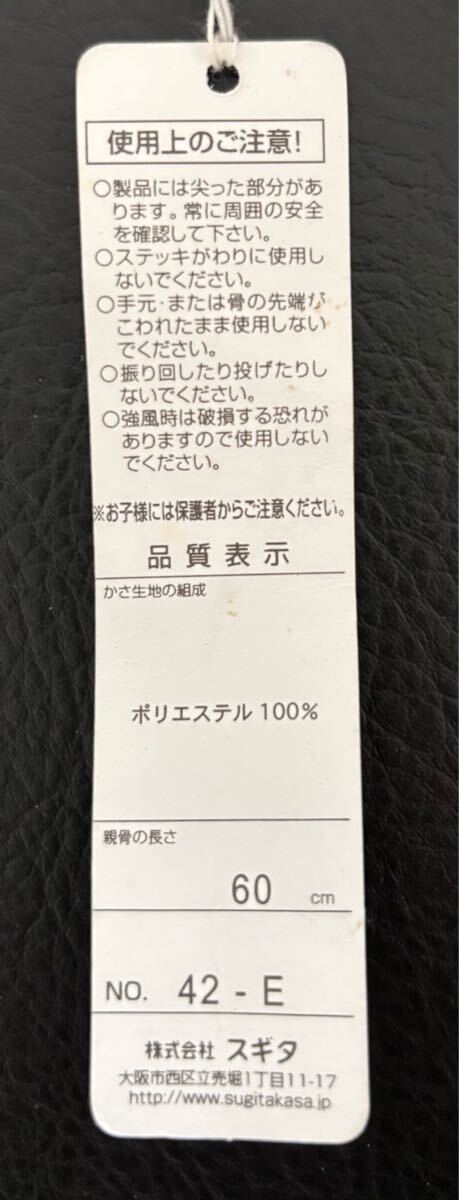 使用上のご注意!
○製品には尖った部分があ
ります。常に周囲の安全
を確認して下さい。
○ステッキがわりに使用し
ないでください。
○手元・または骨の先端が
こわれたまま使用しない
でください。
○振り回したり投げたりし
ないでください。
○強風時は破損する恐れが
ありますので使用しない
でください。
※お子様には保護者からご注意ください。
品質表示
かさ生地の組成
ポリエステル 100%
親骨の長さ
60 cm
NO. 42 - E
株式会社 スギタ
大阪市西区立売堀1丁目11-17
http://www.sugitakasa.jp